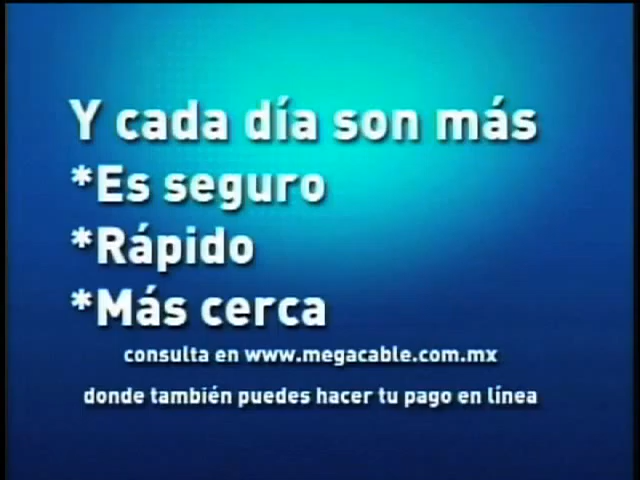 Y cada día son más
*Es seguro
*Rápido
*Más cerca
consulta en www.megacable.com.mx
donde también puedes hacer tu pago en línea